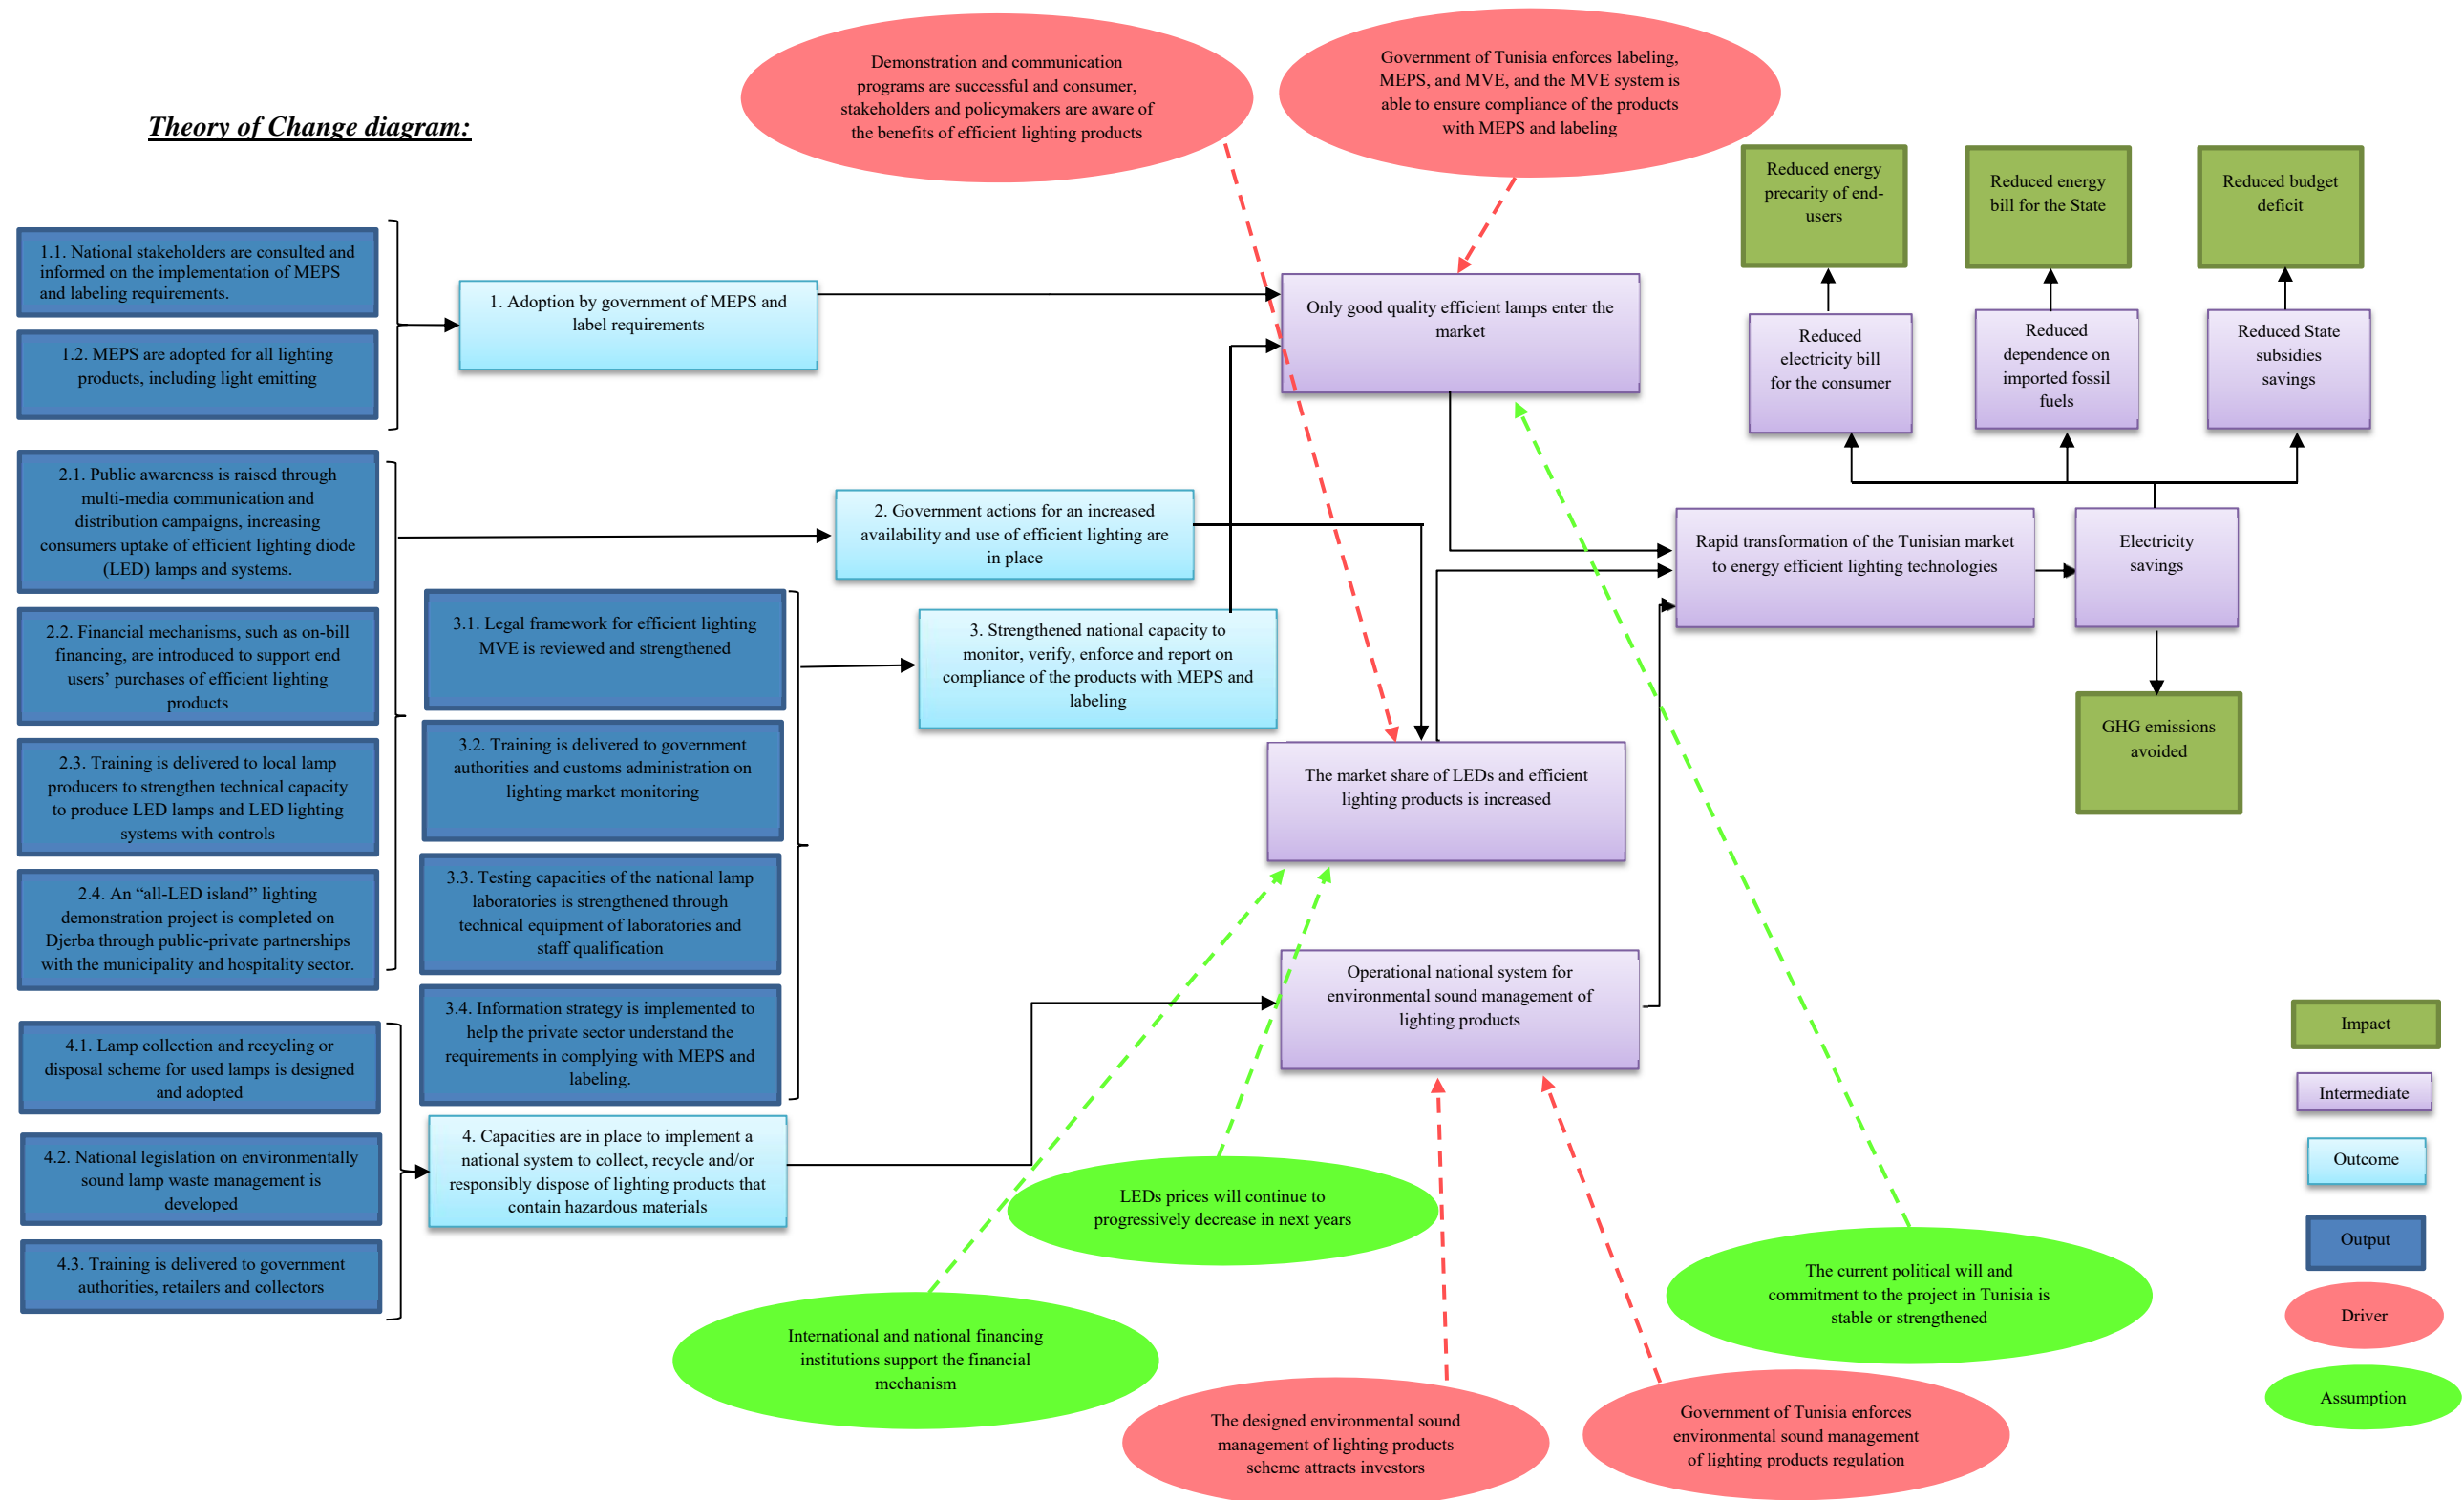 Theory of Change diagram:
Demonstration and communication
programs are successful and consumer,
stakeholders and policymakers are aware of
the benefits of efficient lighting products
Government of Tunisia enforces labeling,
MEPS, and MVE, and the MVE system is
able to ensure compliance of the products
with MEPS and labeling
Reduced energy
precarity of end-
users
Reduced energy
bill for the State
Reduced budget
deficit
1.1. National stakeholders are consulted and
informed on the implementation of MEPS
and labeling requirements.
1.2. MEPS are adopted for all lighting
products, including light emitting
1. Adoption by government of MEPS and
label requirements
Only good quality efficient lamps enter the
market
Reduced
electricity bill
for the consumer
Reduced
dependence on
imported fossil
fuels
Reduced State
subsidies
savings
2.1. Public awareness is raised through
multi-media communication and
distribution campaigns, increasing
consumers uptake of efficient lighting diode
(LED) lamps and systems.
2.2. Financial mechanisms, such as on-bill
financing, are introduced to support end
users’ purchases of efficient lighting
products
2.3. Training is delivered to local lamp
producers to strengthen technical capacity
to produce LED lamps and LED lighting
systems with controls
2.4. An “all-LED island” lighting
demonstration project is completed on
Djerba through public-private partnerships
with the municipality and hospitality sector.
2. Government actions for an increased
availability and use of efficient lighting are
in place
3.1. Legal framework for efficient lighting
MVE is reviewed and strengthened
3.2. Training is delivered to government
authorities and customs administration on
lighting market monitoring
3.3. Testing capacities of the national lamp
laboratories is strengthened through
technical equipment of laboratories and
staff qualification
3.4. Information strategy is implemented to
help the private sector understand the
requirements in complying with MEPS and
labeling.
3. Strengthened national capacity to
monitor, verify, enforce and report on
compliance of the products with MEPS and
labeling
Rapid transformation of the Tunisian market
to energy efficient lighting technologies
Electricity
savings
GHG emissions
avoided
The market share of LEDs and efficient
lighting products is increased
Operational national system for
environmental sound management of
lighting products
4.1. Lamp collection and recycling or
disposal scheme for used lamps is designed
and adopted
4.2. National legislation on environmentally
sound lamp waste management is
developed
4.3. Training is delivered to government
authorities, retailers and collectors
4. Capacities are in place to implement a
national system to collect, recycle and/or
responsibly dispose of lighting products that
contain hazardous materials
LEDs prices will continue to
progressively decrease in next years
International and national financing
institutions support the financial
mechanism
The current political will and
commitment to the project in Tunisia is
stable or strengthened
The designed environmental sound
management of lighting products
scheme attracts investors
Government of Tunisia enforces
environmental sound management
of lighting products regulation
Impact
Intermediate
Outcome
Output
Driver
Assumption